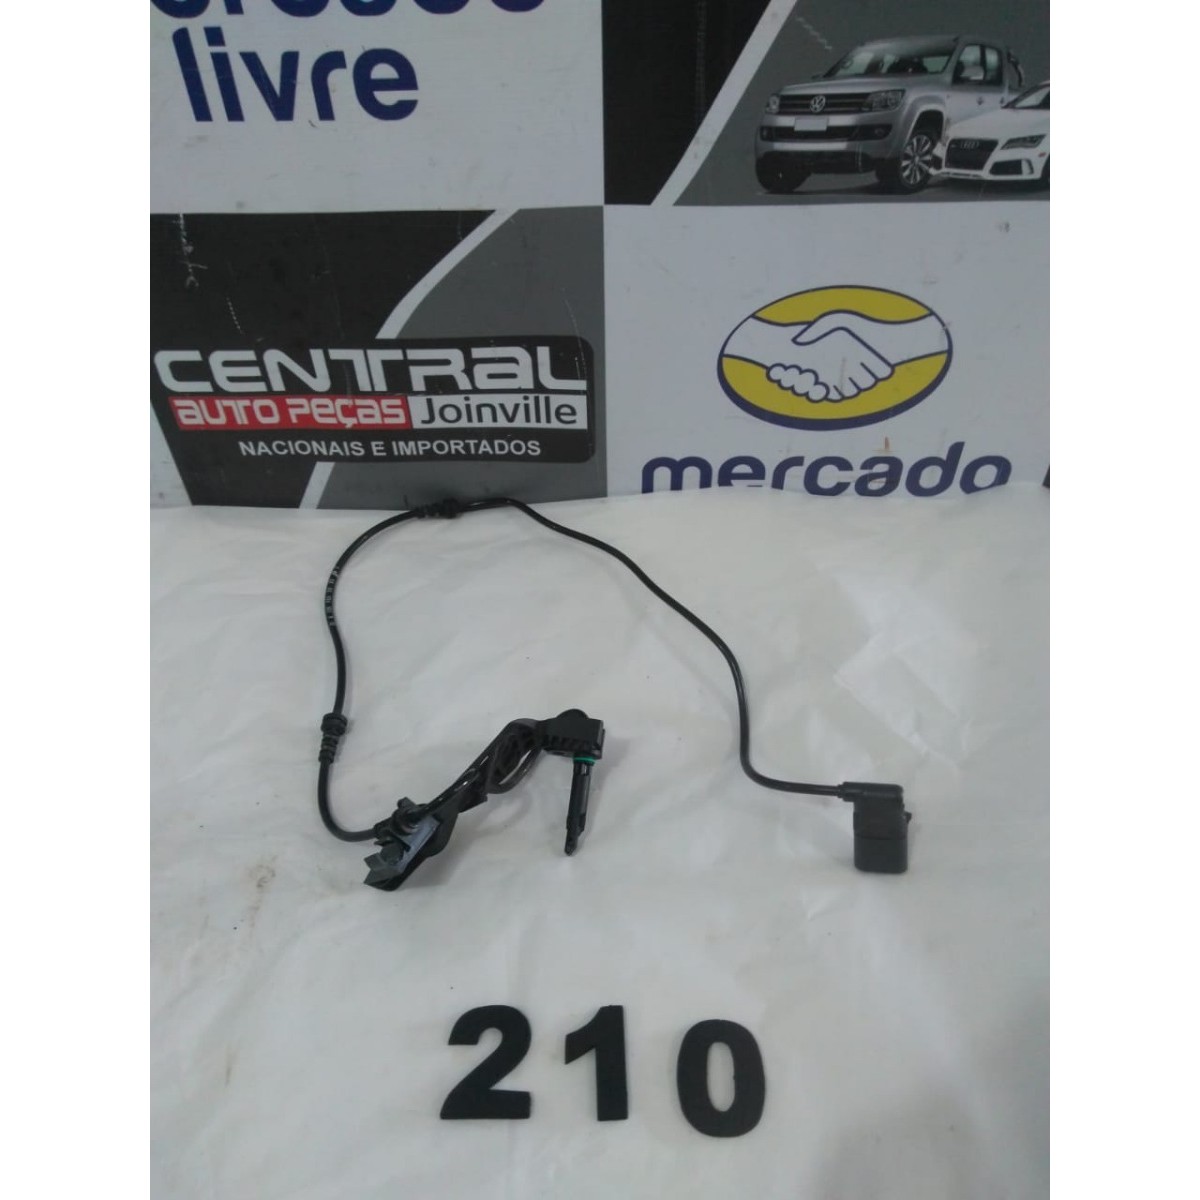 livre
CENTRAL
AUTO PEÇAS Joinville
NACIONAIS E IMPORTADOS
mercado
210